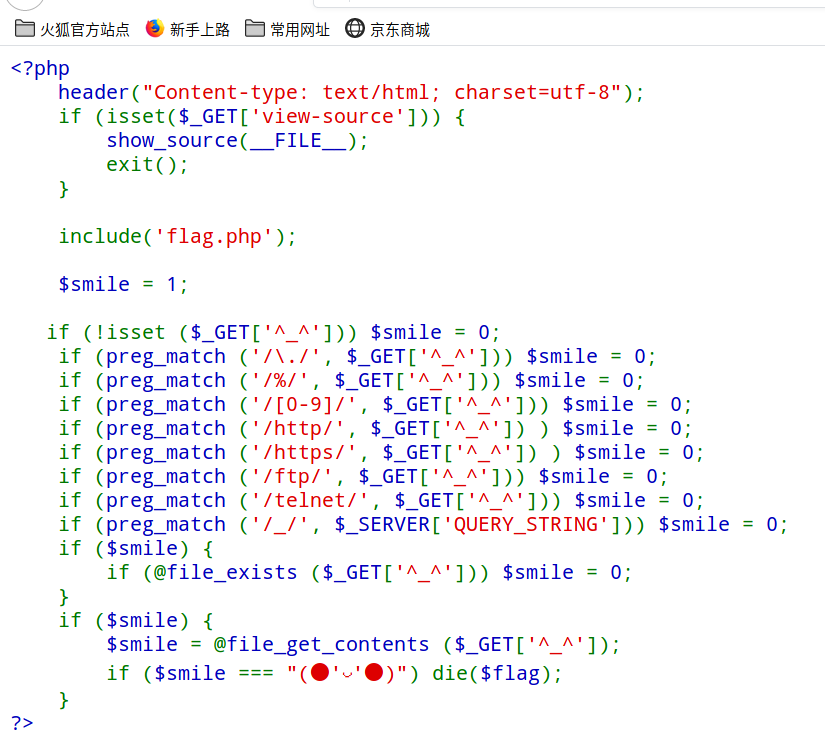 火狐官方站点 新手上路 常用网址 京东商城
<?php
    header("Content-type: text/html; charset=utf-8");
    if (isset($_GET['view-source'])) {
        show_source(__FILE__);
        exit();
    }
    include('flag.php');
    $smile = 1;
   if (!isset ($_GET['^_^'])) $smile = 0;
    if (preg_match ('/\./', $_GET['^_^'])) $smile = 0;
    if (preg_match ('/%/', $_GET['^_^'])) $smile = 0;
    if (preg_match ('/[0-9]/', $_GET['^_^'])) $smile = 0;
    if (preg_match ('/http/', $_GET['^_^']) ) $smile = 0;
    if (preg_match ('/https/', $_GET['^_^']) ) $smile = 0;
    if (preg_match ('/ftp/', $_GET['^_^'])) $smile = 0;
    if (preg_match ('/telnet/', $_GET['^_^'])) $smile = 0;
    if (preg_match ('/_/', $_SERVER['QUERY_STRING'])) $smile = 0;
    if ($smile) {
        if (@file_exists ($_GET['^_^'])) $smile = 0;
    }
    if ($smile) {
        $smile = @file_get_contents ($_GET['^_^']);
        if ($smile === "(●'◡'●)") die($flag);
    }
?>